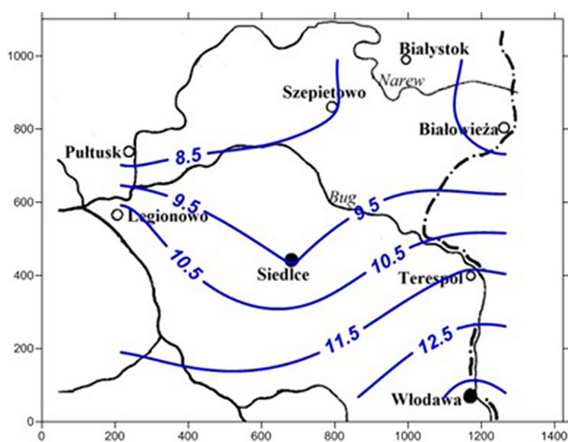 1000
800
600
400
200
0
Białystok
Narew
Szepietowo
Białowieża
Pułtusk
8.5
Bug
9.5
9.5
Legionowo
10.5
10.5
Siedlce
Terespol
11.5
12.5
Włodawa
0 200 400 600 800 1000 1200 1400